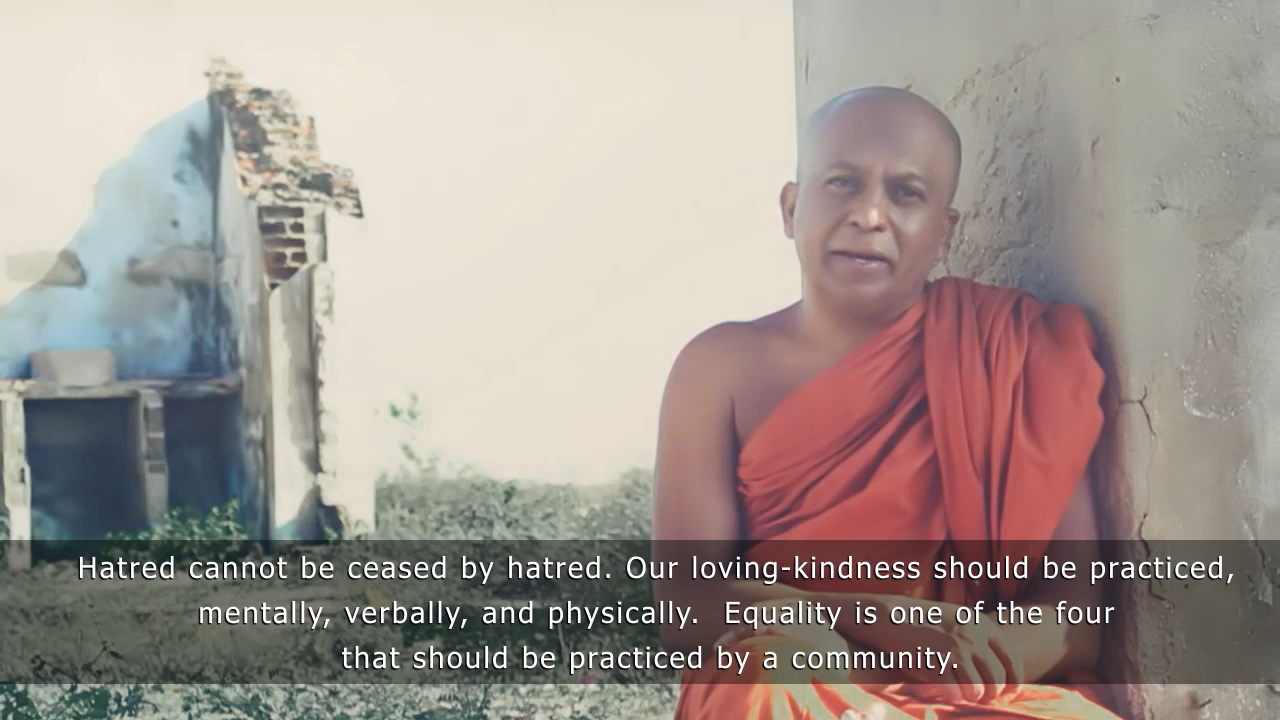 Hatred cannot be ceased by hatred. Our loving-kindness should be practiced,
mentally, verbally, and physically.  Equality is one of the four
that should be practiced by a community.